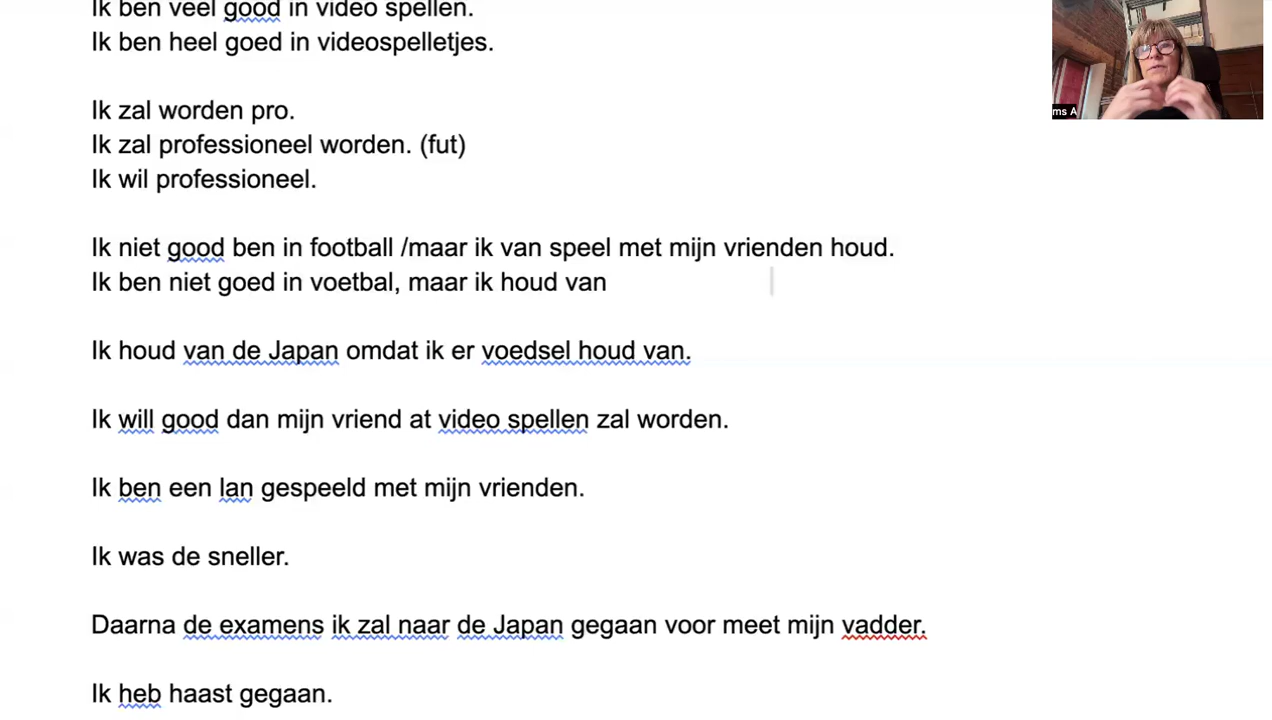 Ik ben veel good in video spellen.
Ik ben heel goed in videospelletjes.
Ik zal worden pro.
Ik zal professioneel worden. (fut)
Ik wil professioneel.
Ik niet good ben in football /maar ik van speel met mijn vrienden houd.
Ik ben niet goed in voetbal, maar ik houd van
Ik houd van de Japan omdat ik er voedsel houd van.
Ik will good dan mijn vriend at video spellen zal worden.
Ik ben een lan gespeeld met mijn vrienden.
Ik was de sneller.
Daarna de examens ik zal naar de Japan gegaan voor meet mijn vadder.
Ik heb haast gegaan.
ms A